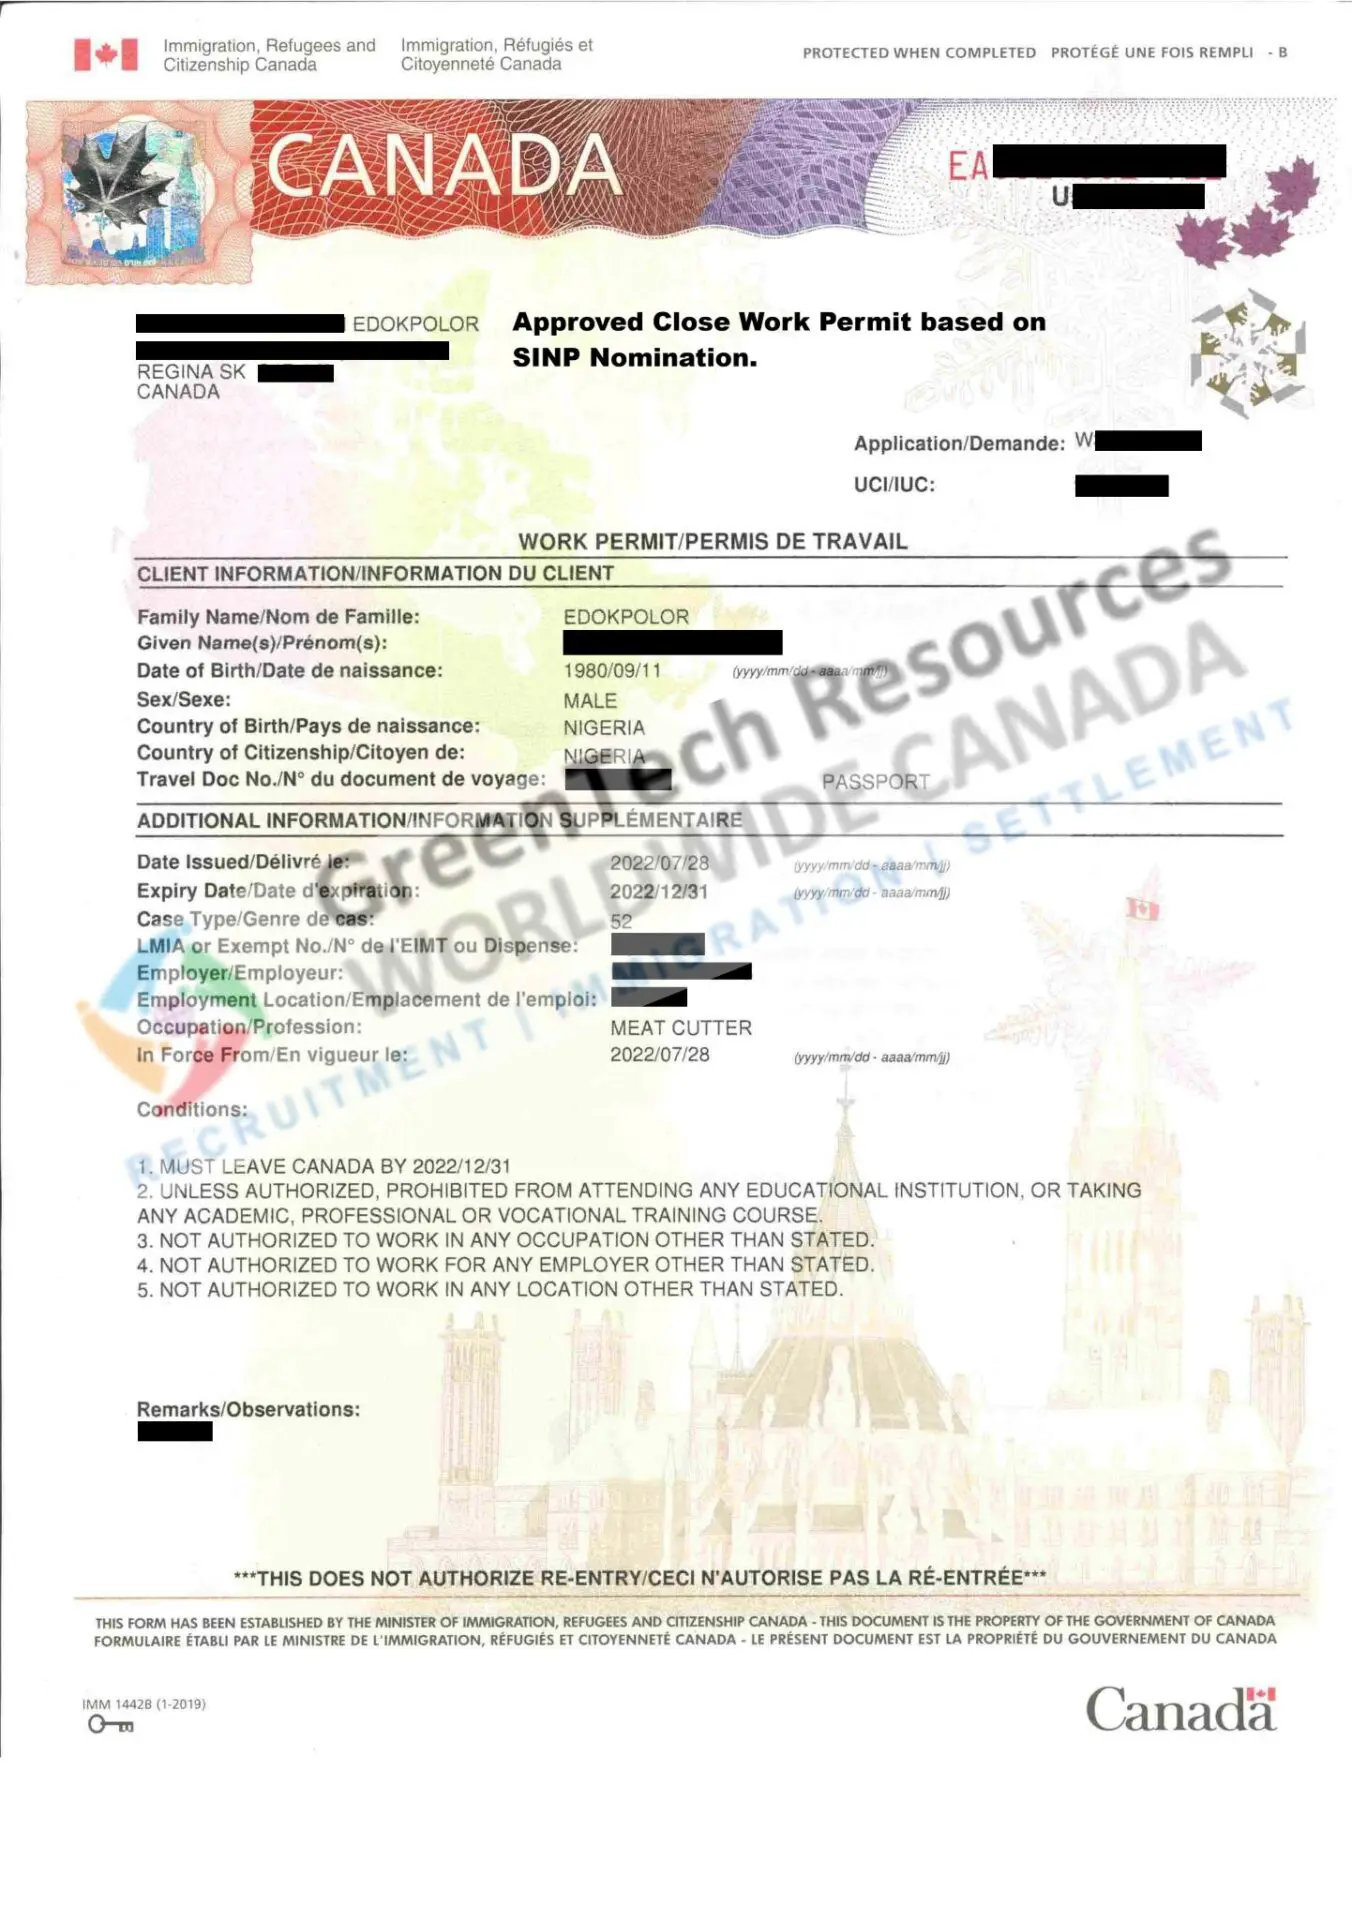 Immigration, Refugees and Citizenship Canada
Immigration, Réfugiés et Citoyenneté Canada
PROTECTED WHEN COMPLETED PROTÉGÉ UNE FOIS REMPLI - B
CANADA
EA
U
EDOKPOLOR
Approved Close Work Permit based on
SINP Nomination.
REGINA SK
CANADA
Application/Demande: W
UCI/IUC:
WORK PERMIT/PERMIS DE TRAVAIL
CLIENT INFORMATION/INFORMATION DU CLIENT
Family Name/Nom de Famille: EDOKPOLOR
Given Name(s)/Prénom(s):
Date of Birth/Date de naissance: 1980/09/11 (yyyy/mm/dd - aaaa/mm/jj)
Sex/Sexe: MALE
Country of Birth/Pays de naissance: NIGERIA
Country of Citizenship/Citoyen de: NIGERIA
Travel Doc No./N° du document de voyage: PASSPORT
ADDITIONAL INFORMATION/INFORMATION SUPPLÉMENTAIRE
Date Issued/Délivré le: 2022/07/28 (yyyy/mm/dd - aaaa/mm/jj)
Expiry Date/Date d'expiration: 2022/12/31 (yyyy/mm/dd - aaaa/mm/jj)
Case Type/Genre de cas: 52
LMIA or Exempt No./N° de l'EIMT ou Dispense:
Employer/Employeur:
Employment Location/Emplacement de l'emploi:
Occupation/Profession: MEAT CUTTER
In Force From/En vigueur le: 2022/07/28 (yyyy/mm/dd - aaaa/mm/jj)
GreenTech Resources
WORLDWIDE CANADA
RECRUITMENT | IMMIGRATION | SETTLEMENT
Conditions:
1. MUST LEAVE CANADA BY 2022/12/31
2. UNLESS AUTHORIZED, PROHIBITED FROM ATTENDING ANY EDUCATIONAL INSTITUTION, OR TAKING
ANY ACADEMIC, PROFESSIONAL OR VOCATIONAL TRAINING COURSE.
3. NOT AUTHORIZED TO WORK IN ANY OCCUPATION OTHER THAN STATED.
4. NOT AUTHORIZED TO WORK FOR ANY EMPLOYER OTHER THAN STATED.
5. NOT AUTHORIZED TO WORK IN ANY LOCATION OTHER THAN STATED.
Remarks/Observations:
***THIS DOES NOT AUTHORIZE RE-ENTRY/CECI N'AUTORISE PAS LA RÉ-ENTRÉE***
THIS FORM HAS BEEN ESTABLISHED BY THE MINISTER OF IMMIGRATION, REFUGEES AND CITIZENSHIP CANADA - THIS DOCUMENT IS THE PROPERTY OF THE GOVERNMENT OF CANADA
FORMULAIRE ÉTABLI PAR LE MINISTRE DE L'IMMIGRATION, RÉFUGIÉS ET CITOYENNETÉ CANADA - LE PRÉSENT DOCUMENT EST LA PROPRIÉTÉ DU GOUVERNEMENT DU CANADA
IMM 1442B (1-2019)
Canada